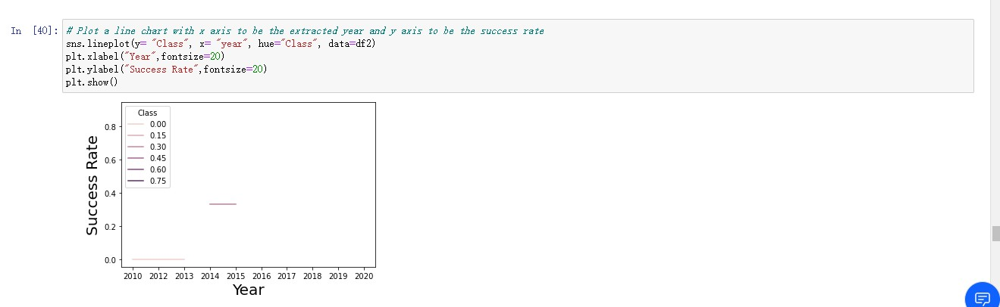 In [40]:
# Plot a line chart with x axis to be the extracted year and y axis to be the success rate
sns.lineplot(y= "Class", x= "year", hue="Class", data=df2)
plt.xlabel("Year",fontsize=20)
plt.ylabel("Success Rate",fontsize=20)
plt.show()
Class
0.00
0.15
0.30
0.45
0.60
0.75
Success Rate
0.8
0.6
0.4
0.2
0.0
2010 2012 2013 2014 2015 2016 2017 2018 2019 2020
Year